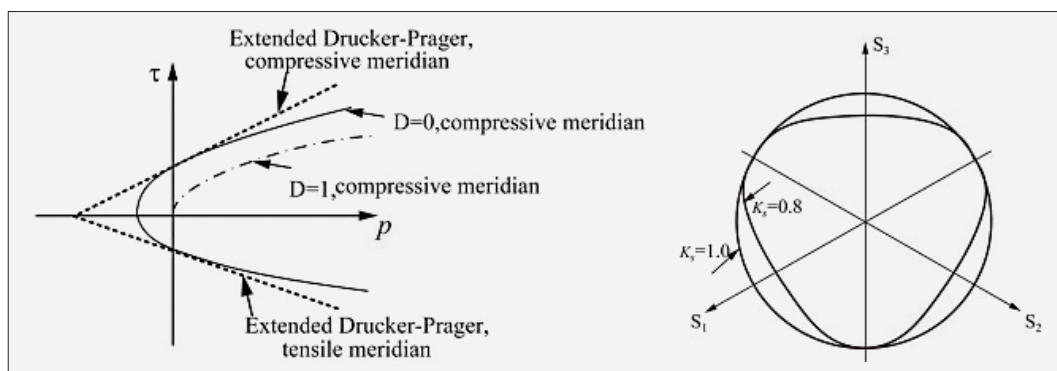 Extended Drucker-Prager,
compressive meridian
τ
D=0,compressive meridian
D=1,compressive meridian
p
Extended Drucker-Prager,
tensile meridian
S₃
Kₛ=0.8
Kₛ=1.0
S₁
S₂